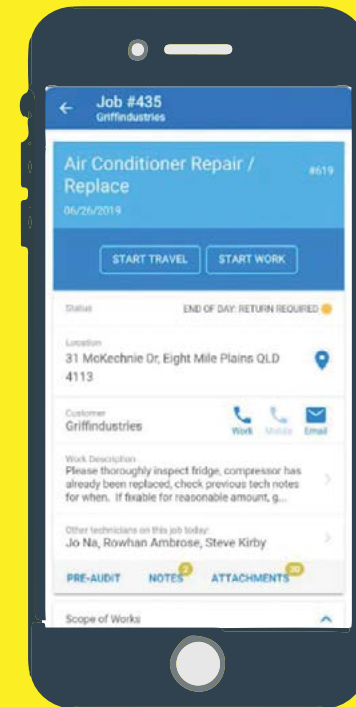 Job #435
Griffindustries
Air Conditioner Repair /
Replace
#619
06/26/2019
START TRAVEL
START WORK
Status
END OF DAY: RETURN REQUIRED
Location
31 McKechnie Dr, Eight Mile Plains QLD
4113
Customer
Griffindustries
Work
Mobile
Email
Work Description
Please thoroughly inspect fridge, compressor has
already been replaced, check previous tech notes
for when. If fixable for reasonable amount, g...
Other technicians on this job today:
Jo Na, Rowhan Ambrose, Steve Kirby
PRE-AUDIT
NOTES
2
ATTACHMENTS
20
Scope of Works